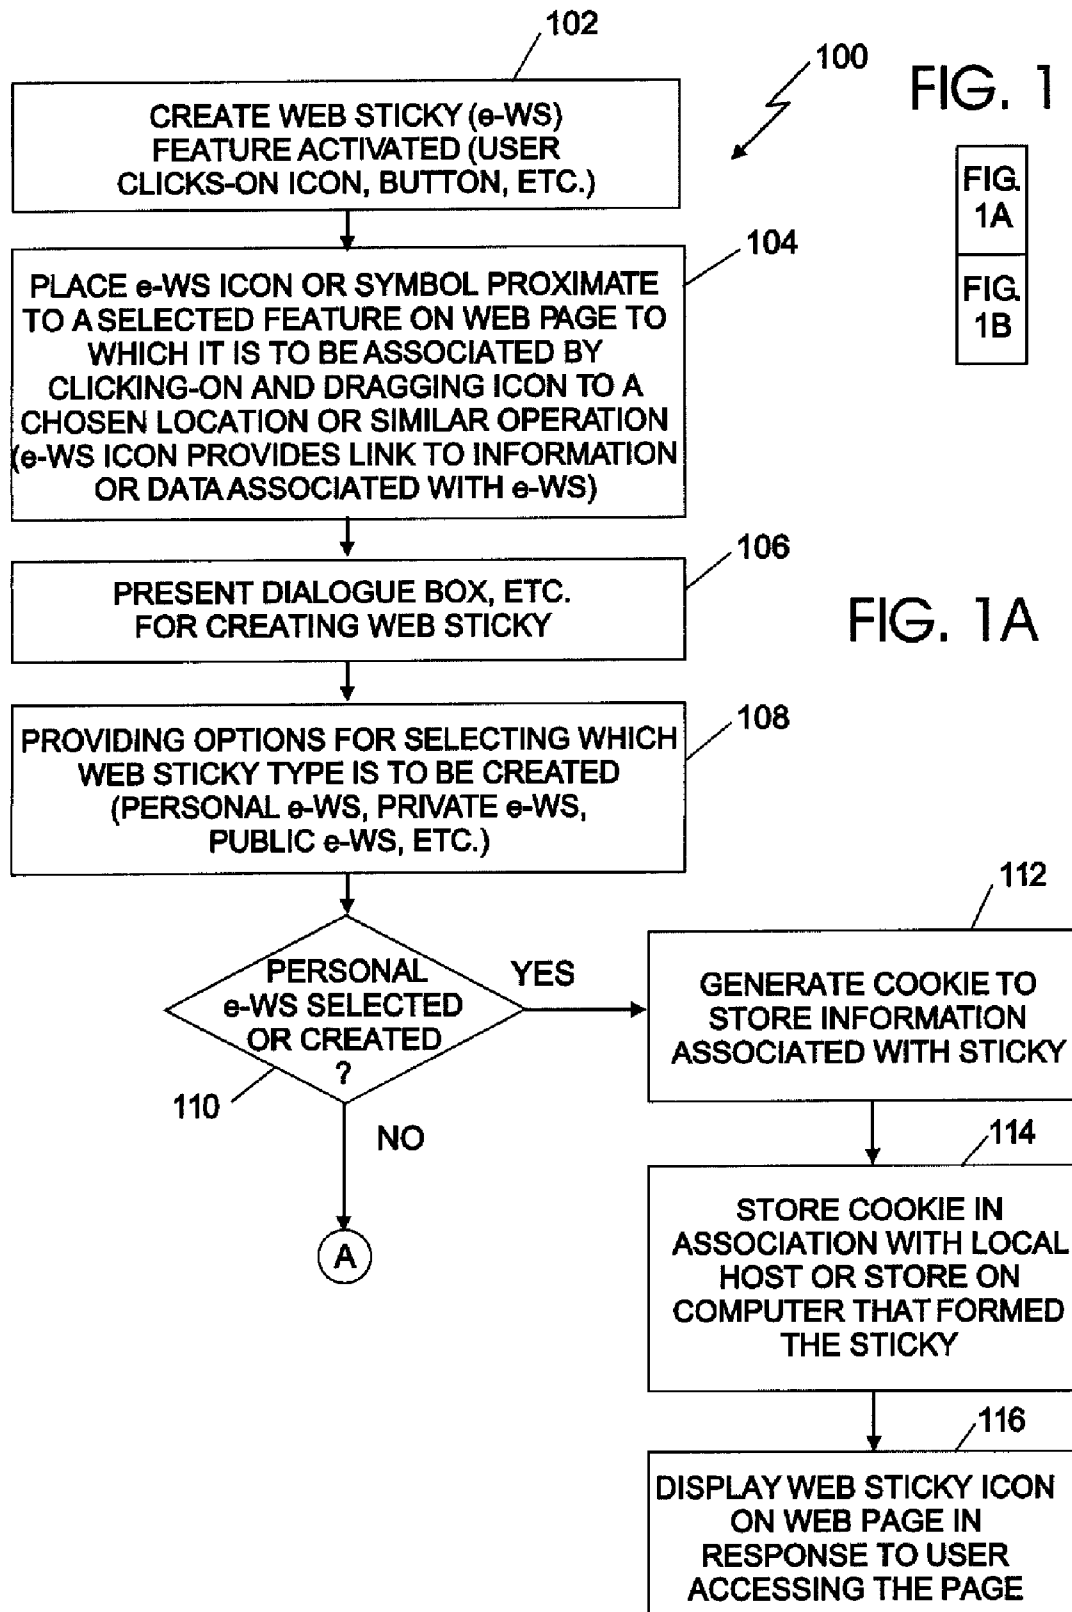 102
100
FIG. 1
FIG.
1A
FIG.
1B
CREATE WEB STICKY (e-WS)
FEATURE ACTIVATED (USER
CLICKS-ON ICON, BUTTON, ETC.)
104
PLACE e-WS ICON OR SYMBOL PROXIMATE
TO A SELECTED FEATURE ON WEB PAGE TO
WHICH IT IS TO BE ASSOCIATED BY
CLICKING-ON AND DRAGGING ICON TO A
CHOSEN LOCATION OR SIMILAR OPERATION
(e-WS ICON PROVIDES LINK TO INFORMATION
OR DATA ASSOCIATED WITH e-WS)
106
PRESENT DIALOGUE BOX, ETC.
FOR CREATING WEB STICKY
FIG. 1A
108
PROVIDING OPTIONS FOR SELECTING WHICH
WEB STICKY TYPE IS TO BE CREATED
(PERSONAL e-WS, PRIVATE e-WS,
PUBLIC e-WS, ETC.)
110
PERSONAL
e-WS SELECTED
OR CREATED
?
YES
NO
A
112
GENERATE COOKIE TO
STORE INFORMATION
ASSOCIATED WITH STICKY
114
STORE COOKIE IN
ASSOCIATION WITH LOCAL
HOST OR STORE ON
COMPUTER THAT FORMED
THE STICKY
116
DISPLAY WEB STICKY ICON
ON WEB PAGE IN
RESPONSE TO USER
ACCESSING THE PAGE